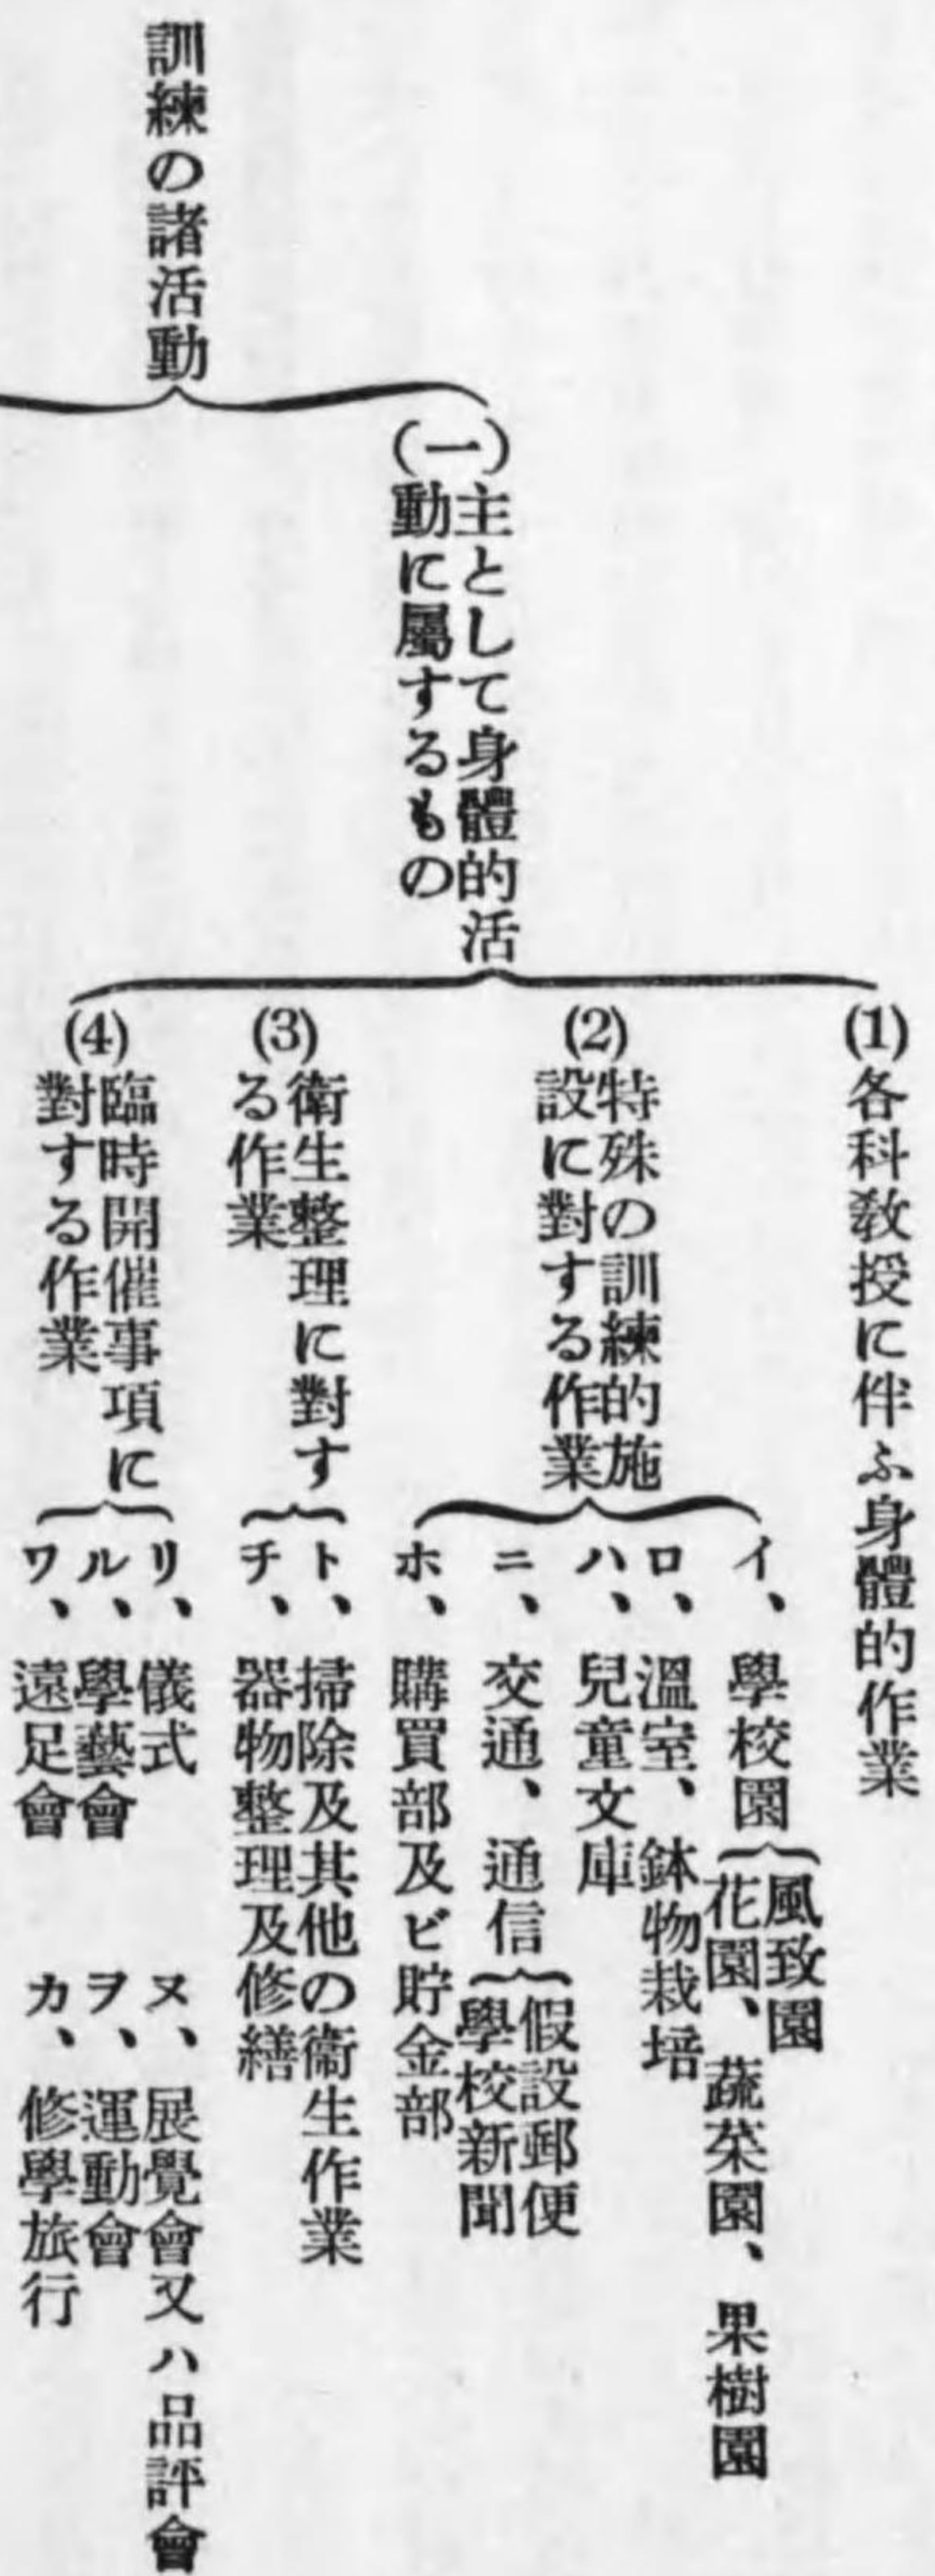 訓練の諸活動
(一)主として身體的活
動に屬するもの
(1)各科敎授に伴ふ身體的作業
(2)特殊の訓練的施
設に對する作業
イ、學校園
風致園
花園、蔬菜園、果樹園
ロ、溫室、鉢物栽培
ハ、兒童文庫
ニ、交通、通信
假設郵便
學校新聞
ホ、購買部及ビ貯金部
(3)衛生整理に對す
る作業
ト、掃除及其他の衞生作業
チ、器物整理及修繕
(4)臨時開催事項に
對する作業
リ、儀式
ヌ、展覺會又ハ品評會
ル、學藝會
ヲ、運動會
ワ、遠足會
カ、修學旅行